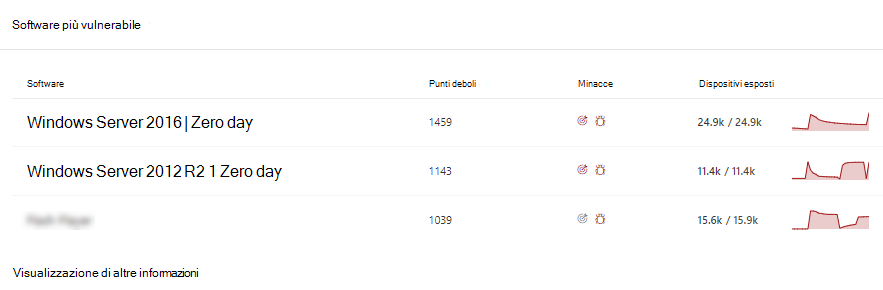 Software più vulnerabile
Software Punti deboli Minacce Dispositivi esposti
Windows Server 2016 | Zero day 1459 24.9k / 24.9k
Windows Server 2012 R2 1 Zero day 1143 11.4k / 11.4k
1039 15.6k / 15.9k
Visualizzazione di altre informazioni